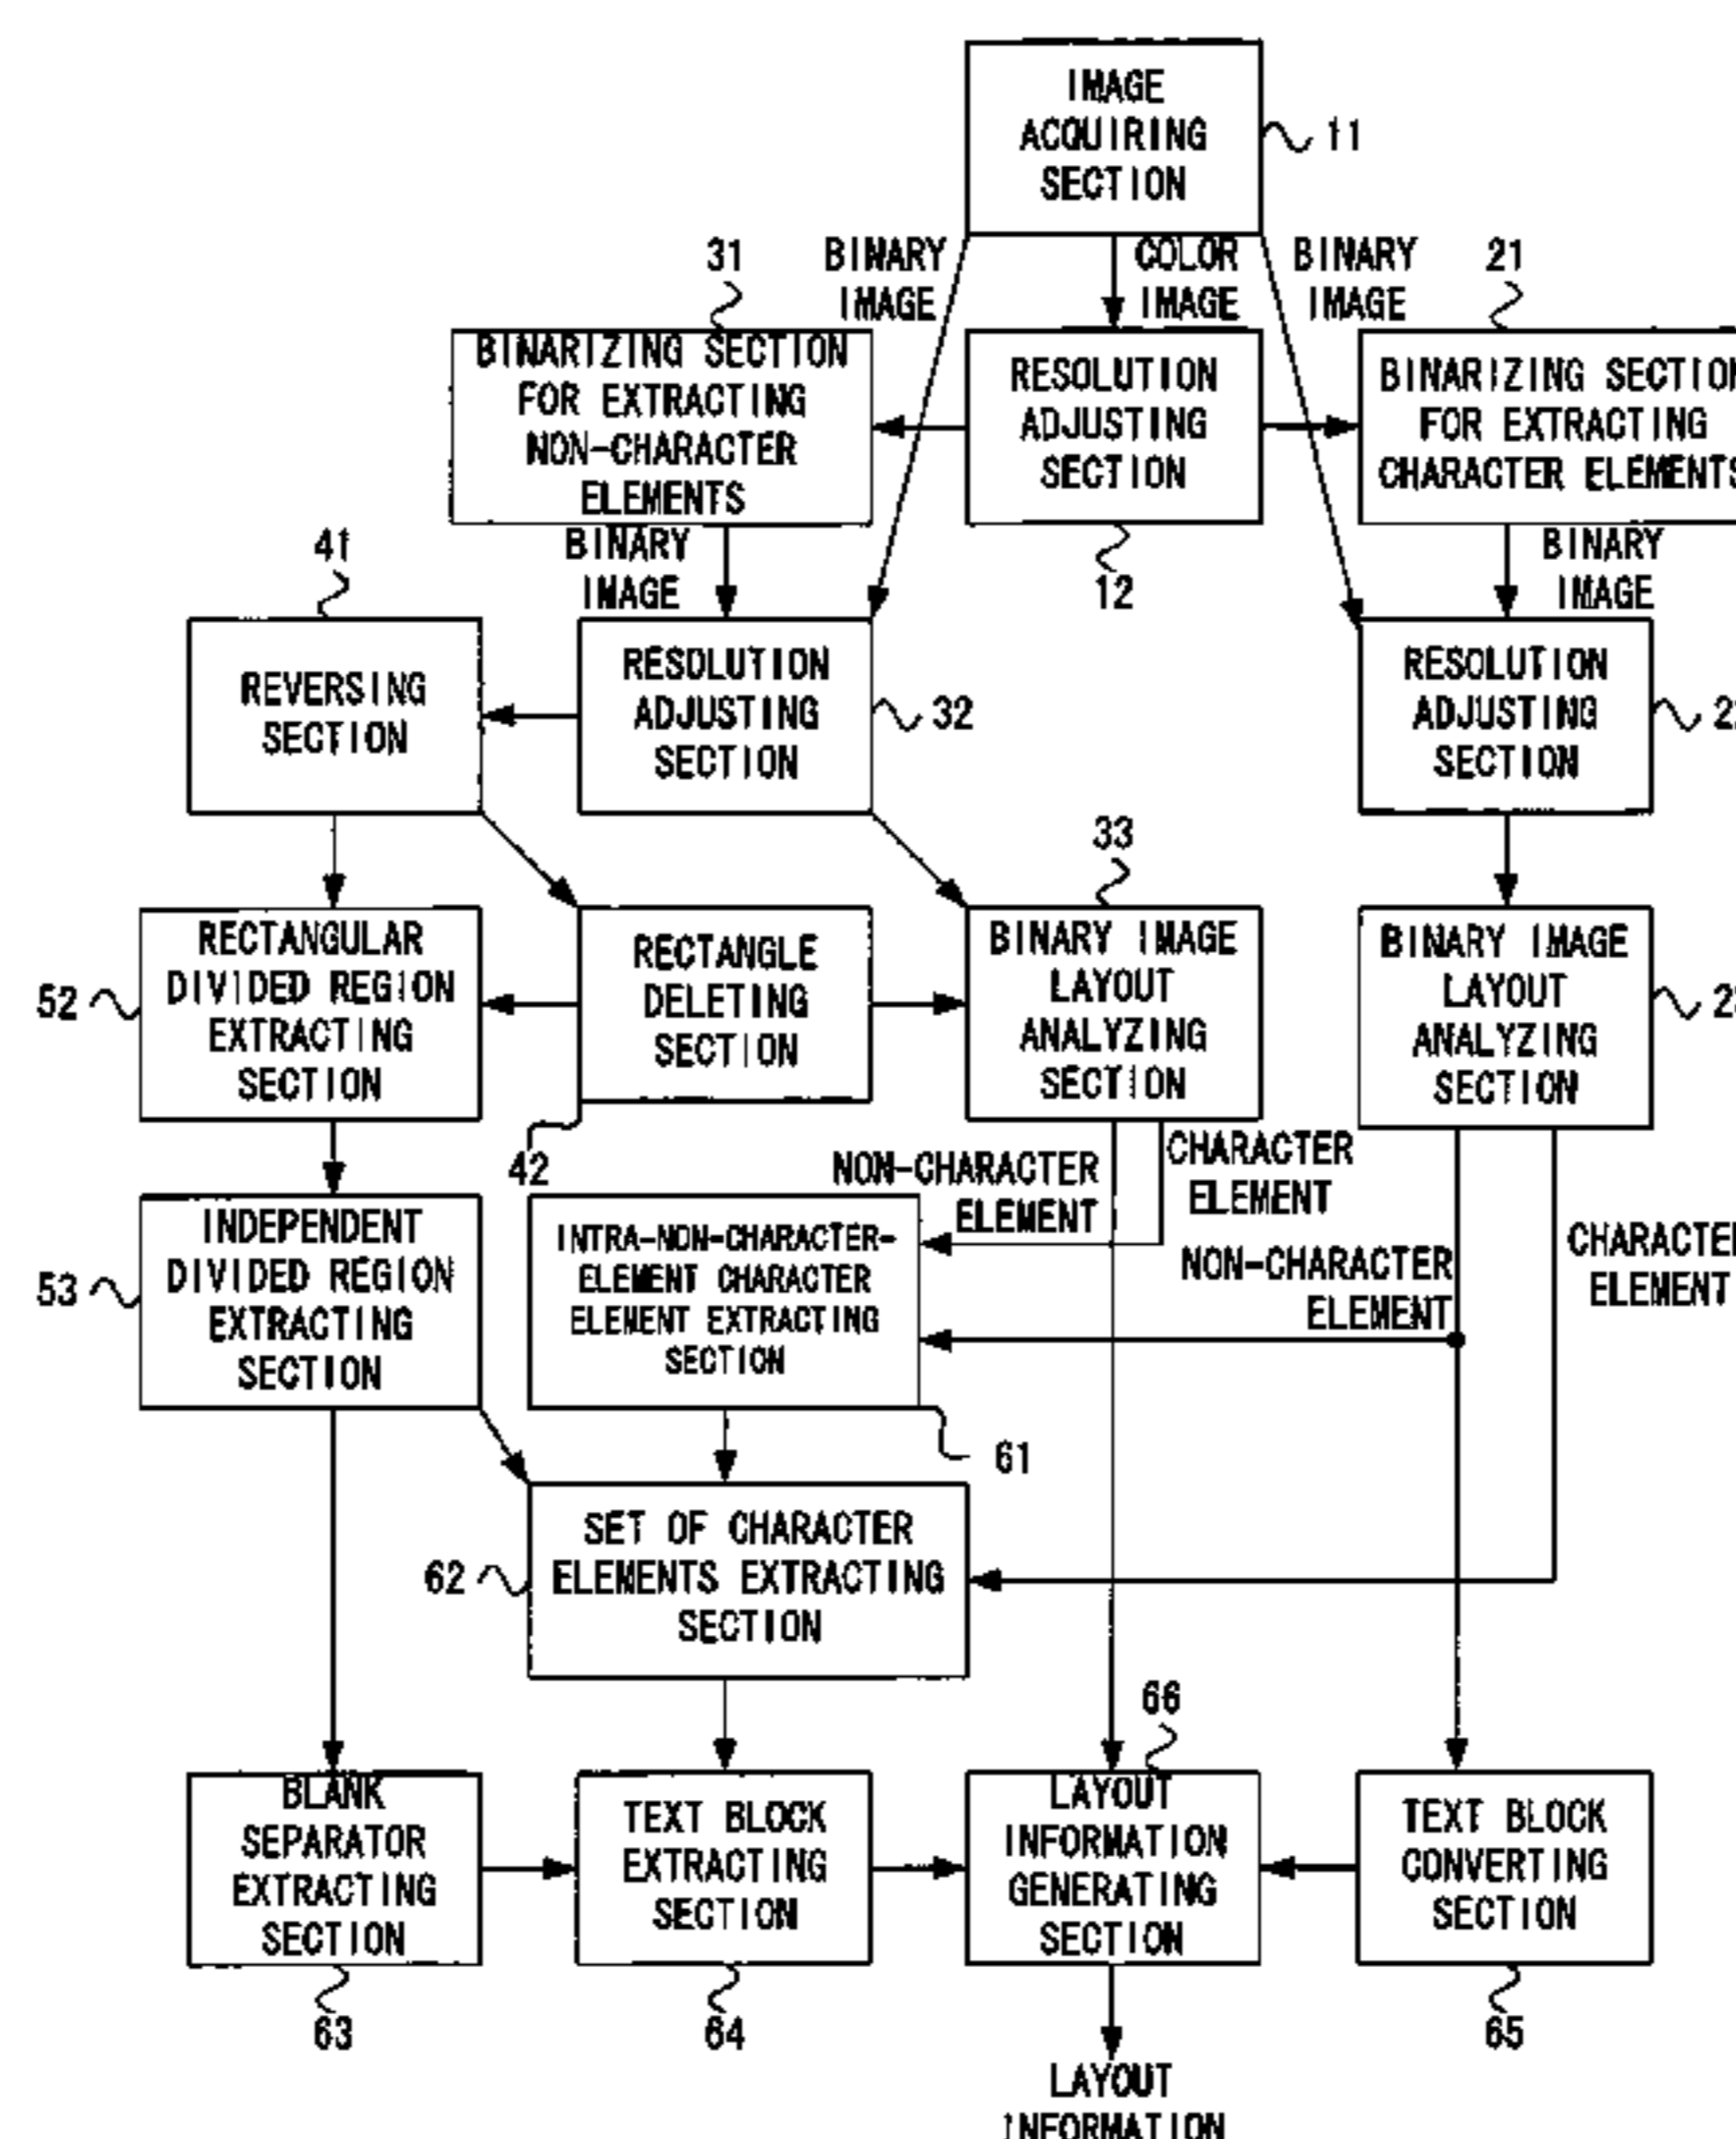 IMAGE
ACQUIRING
SECTION
11
31
BINARY
IMAGE
COLOR
IMAGE
BINARY
IMAGE
21
BINARIZING SECTION
FOR EXTRACTING
NON-CHARACTER
ELEMENTS
RESOLUTION
ADJUSTING
SECTION
BINARIZING SECTION
FOR EXTRACTING
CHARACTER ELEMENTS
41
BINARY
IMAGE
12
BINARY
IMAGE
REVERSING
SECTION
RESOLUTION
ADJUSTING
SECTION
32
RESOLUTION
ADJUSTING
SECTION
33
RECTANGULAR
DIVIDED REGION
EXTRACTING
SECTION
52
RECTANGLE
DELETING
SECTION
42
BINARY IMAGE
LAYOUT
ANALYZING
SECTION
BINARY IMAGE
LAYOUT
ANALYZING
SECTION
NON-CHARACTER
ELEMENT
CHARACTER
ELEMENT
INDEPENDENT
DIVIDED REGION
EXTRACTING
SECTION
53
INTRA-NON-CHARACTER-
ELEMENT CHARACTER
ELEMENT EXTRACTING
SECTION
61
NON-CHARACTER
ELEMENT
CHARACTER
ELEMENT
SET OF CHARACTER
ELEMENTS EXTRACTING
SECTION
62
66
BLANK
SEPARATOR
EXTRACTING
SECTION
63
TEXT BLOCK
EXTRACTING
SECTION
64
LAYOUT
INFORMATION
GENERATING
SECTION
TEXT BLOCK
CONVERTING
SECTION
65
LAYOUT
INFORMATION